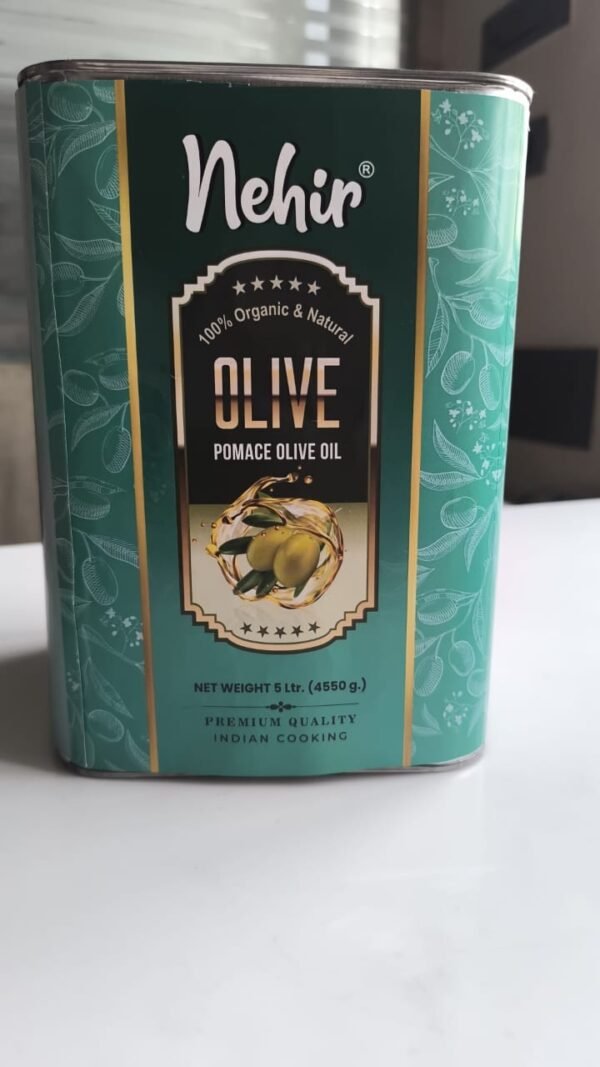 Nehir®
100% Organic & Natural
OLIVE
POMACE OLIVE OIL
NET WEIGHT 5 Ltr. (4550 g.)
PREMIUM QUALITY
INDIAN COOKING